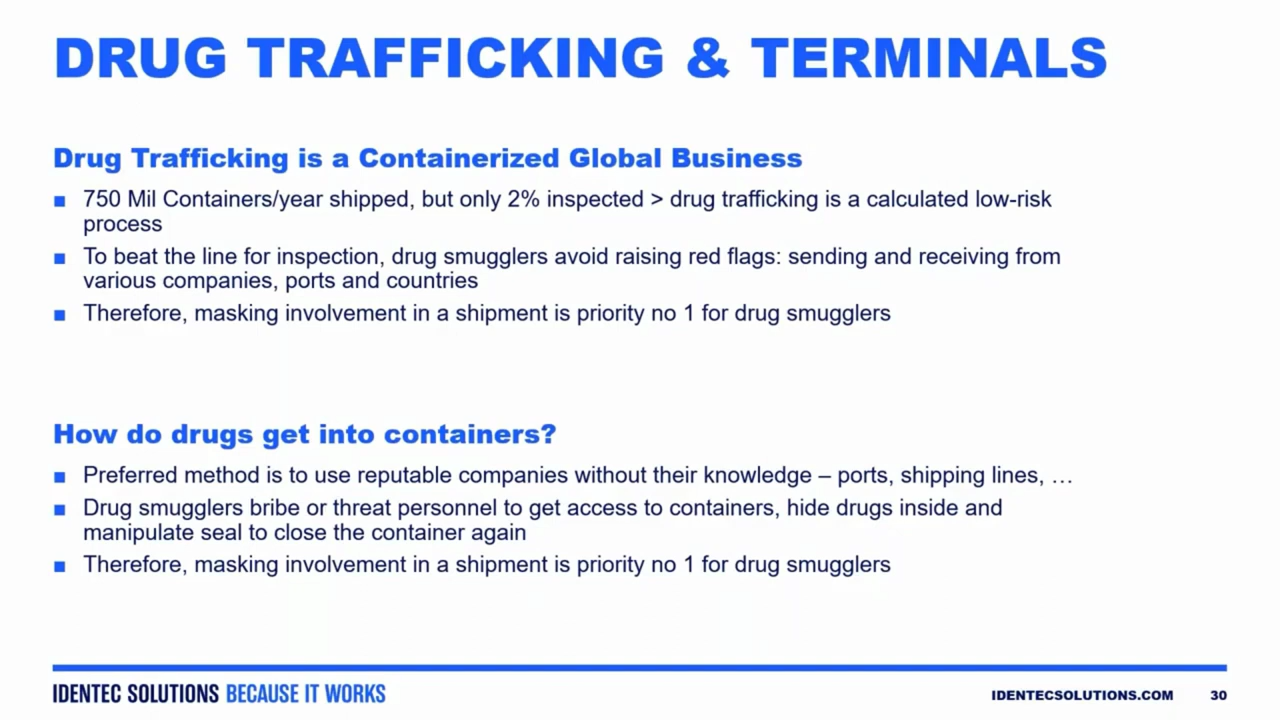 DRUG TRAFFICKING & TERMINALS
Drug Trafficking is a Containerized Global Business
■ 750 Mil Containers/year shipped, but only 2% inspected > drug trafficking is a calculated low-risk
process
■ To beat the line for inspection, drug smugglers avoid raising red flags: sending and receiving from
various companies, ports and countries
■ Therefore, masking involvement in a shipment is priority no 1 for drug smugglers
How do drugs get into containers?
■ Preferred method is to use reputable companies without their knowledge – ports, shipping lines, …
■ Drug smugglers bribe or threat personnel to get access to containers, hide drugs inside and
manipulate seal to close the container again
■ Therefore, masking involvement in a shipment is priority no 1 for drug smugglers
IDENTEC SOLUTIONS BECAUSE IT WORKS
IDENTECSOLUTIONS.COM 30